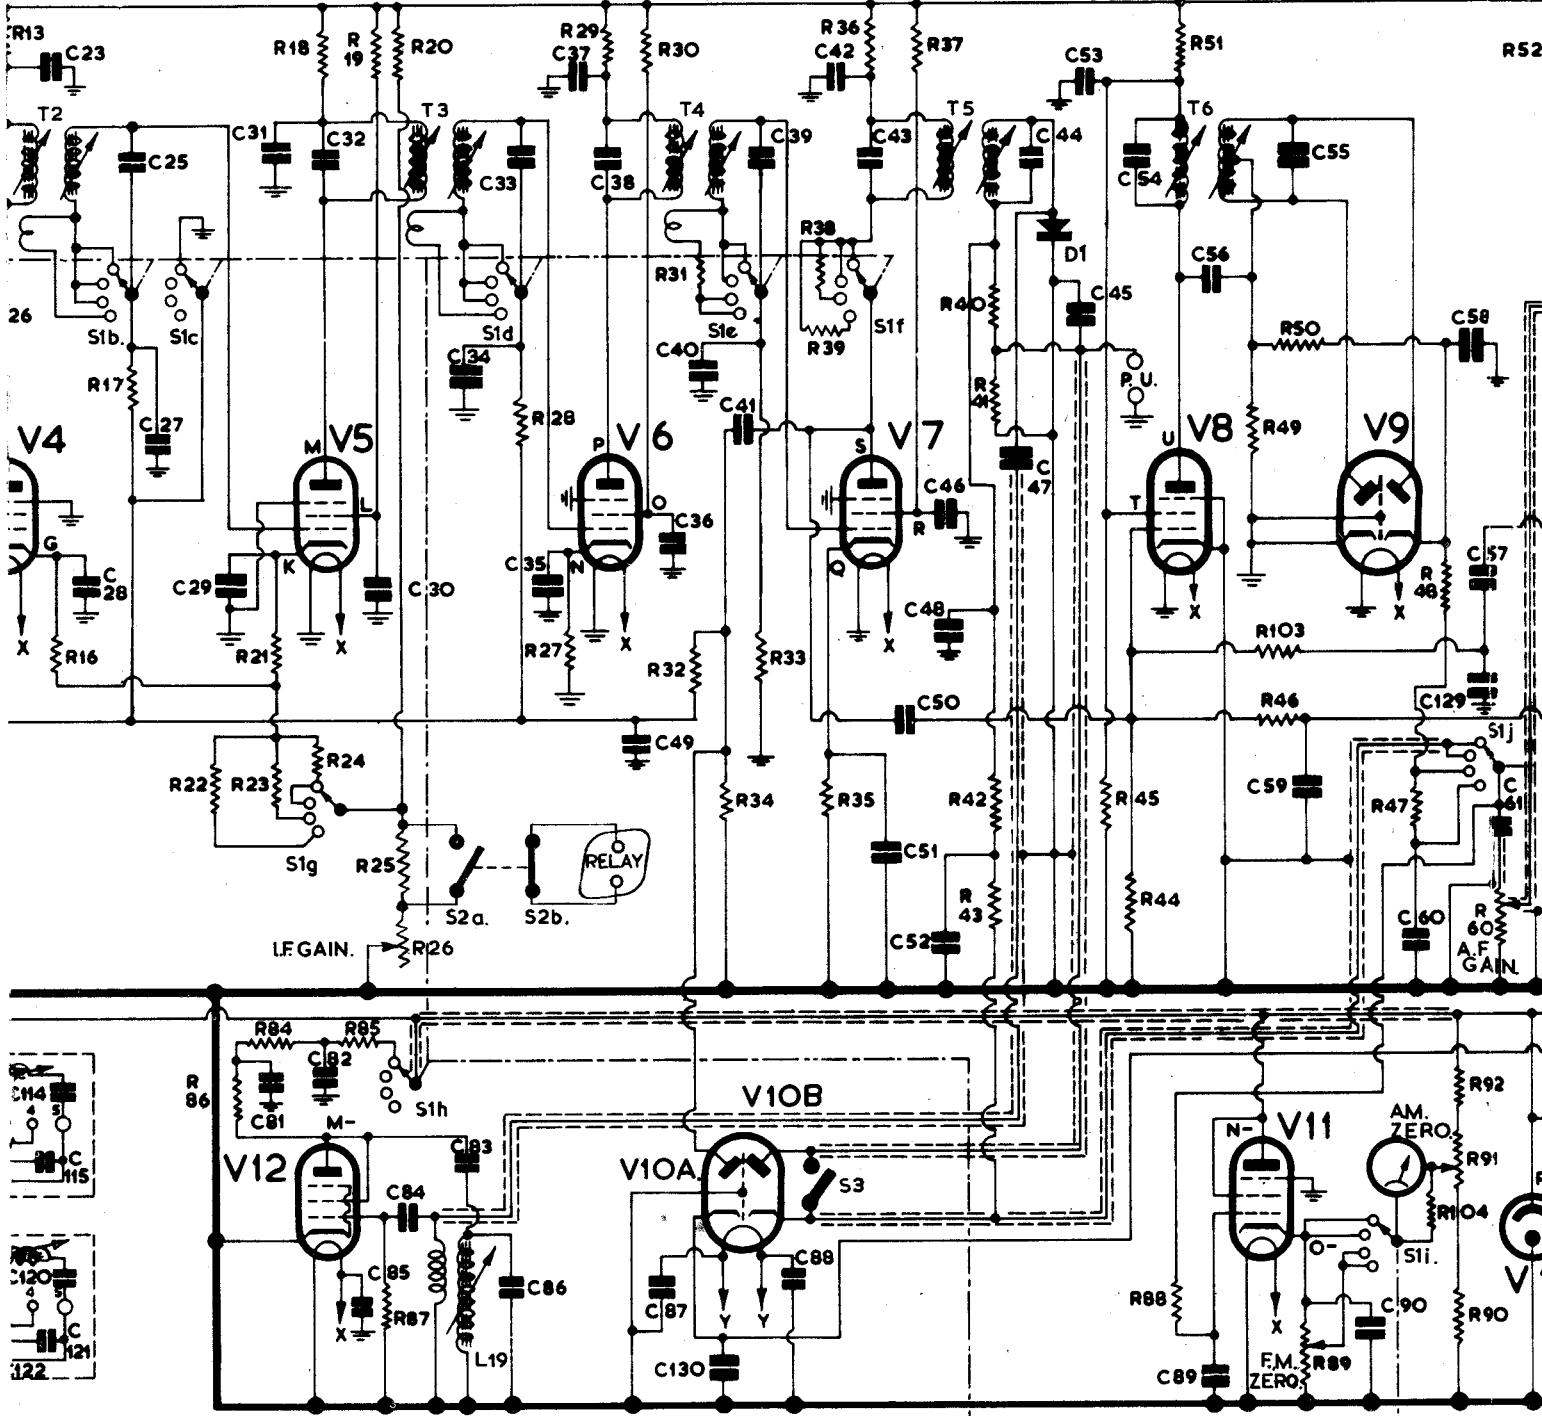 R13
C23
R18
R
19
R20
R29
C37
R30
R36
C42
R37
C53
R51
R52
T2
C25
C31
C32
T3
C33
C38
T4
C39
C43
T5
C44
C54
T6
C55
26
S1b.
S1c
S1d
R31
S1e
R38
S1f
R39
D1
R40
C45
C56
R50
C58
R17
C34
C40
R
41
P.U.
C27
R28
C41
C
47
R49
V4
V5
V6
V7
V8
V9
M
P
S
U
L
O
R
T
G
K
N
Q
C46
C
28
C29
C30
C35
C36
C48
C57
R
48
X
X
X
X
X
X
R16
R21
R27
R32
R33
R103
C129
C49
C50
R46
S1j
R22
R23
R24
R34
R35
R42
R45
C59
R47
C
61
S1g
R25
RELAY
C51
S2a.
S2b.
R
43
R44
C52
C60
R
60
A.F.
GAIN.
I.F. GAIN.
R26
R84
R85
C82
R
86
C81
S1h
C114
4
5
C
115
M-
V12
C83
C84
V10B
V10A.
S3
N-
V11
AM.
ZERO.
R92
R91
R104
O-
S1i.
C120
4
5
C
121
122
C85
R87
X
L19
C86
C87
Y
Y
C88
C130
R88
C89
X
F.M.
ZERO.
R89
C90
R90
V